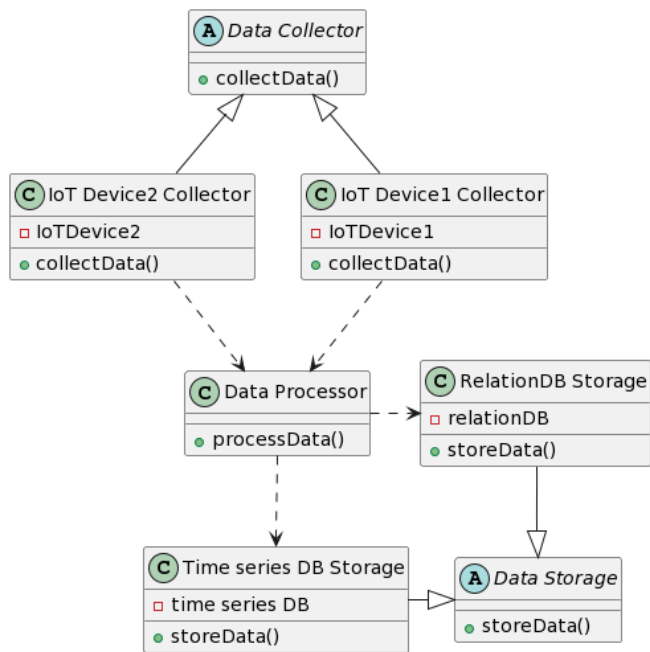 A Data Collector
collectData()
C IoT Device2 Collector
IoTDevice2
collectData()
C IoT Device1 Collector
IoTDevice1
collectData()
C Data Processor
processData()
C RelationDB Storage
relationDB
storeData()
C Time series DB Storage
time series DB
storeData()
A Data Storage
storeData()